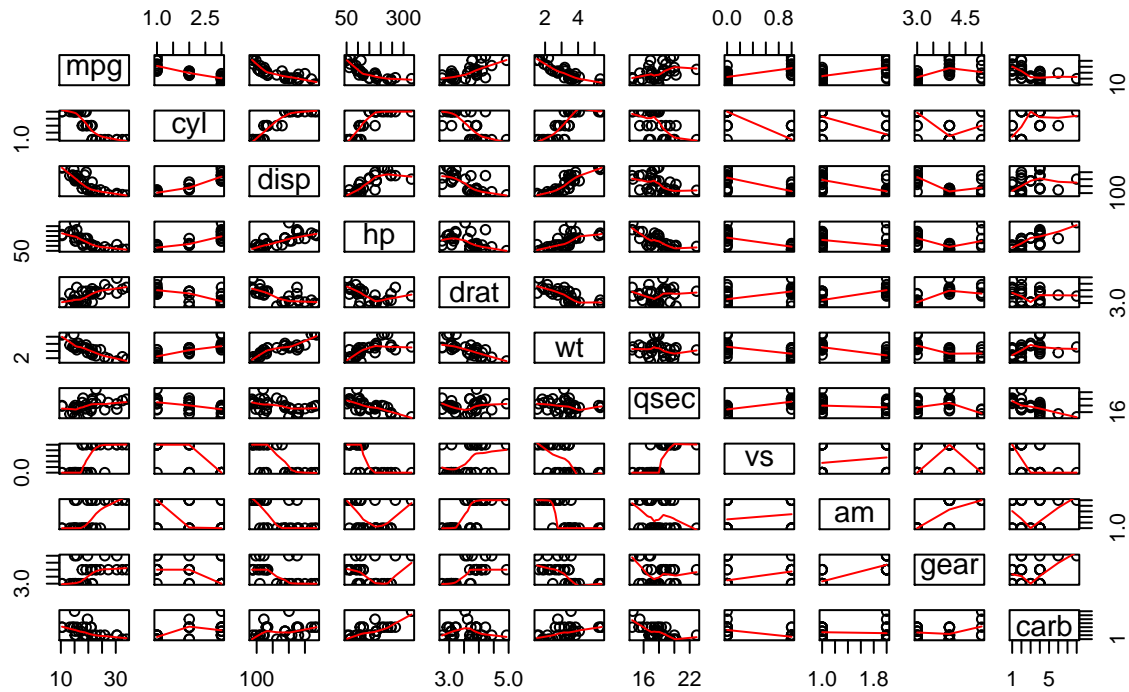 1.0 2.5 50 300 2 4 0.0 0.8 3.0 4.5
mpg 10
1.0 cyl
disp 100
50 hp
drat 3.0
2 wt
qsec 16
0.0 vs
am 1.0
3.0 gear
carb 1
10 30 100 3.0 5.0 16 22 1.0 2.0 1 5